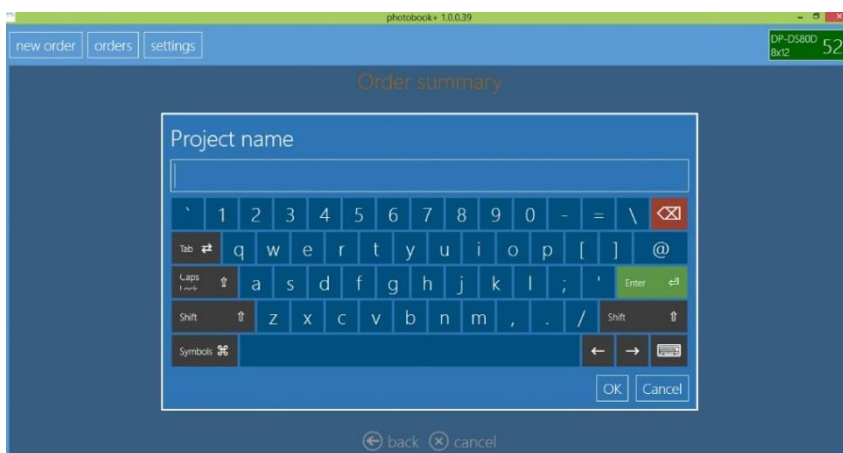 photobook+ 1.0.0.39
new order orders settings
DP-DS80D 52
8x12
Order summary
Project name
` 1 2 3 4 5 6 7 8 9 0 - = \
Tab q w e r t y u i o p [ ] @
Caps Lock a s d f g h j k l ; ' Enter
Shift z x c v b n m , . / Shift
Symbols ⌘ ← →
OK Cancel
back cancel